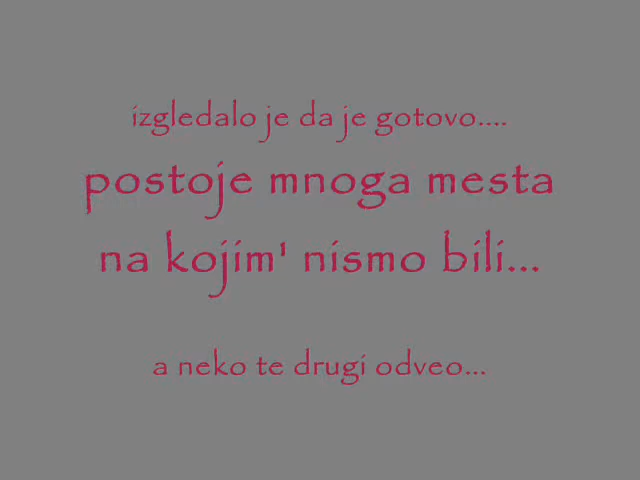 izgledalo je da je gotovo....
postoje mnoga mesta
na kojim' nismo bili...
a neko te drugi odveo...